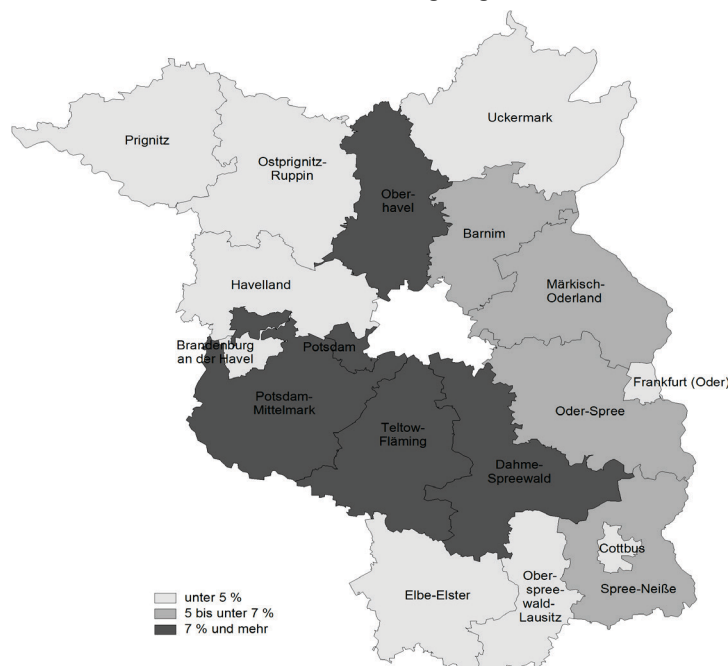 Uckermark
Prignitz
Ostprignitz-
Ruppin
Ober-
havel
Barnim
Havelland
Märkisch-
Oderland
Brandenburg
an der Havel
Potsdam
Frankfurt (Oder)
Potsdam-
Mittelmark
Oder-Spree
Teltow-
Fläming
Dahme-
Spreewald
Cottbus
Elbe-Elster
Ober-
spree-
wald-
Lausitz
Spree-Neiße
unter 5 %
5 bis unter 7 %
7 % und mehr